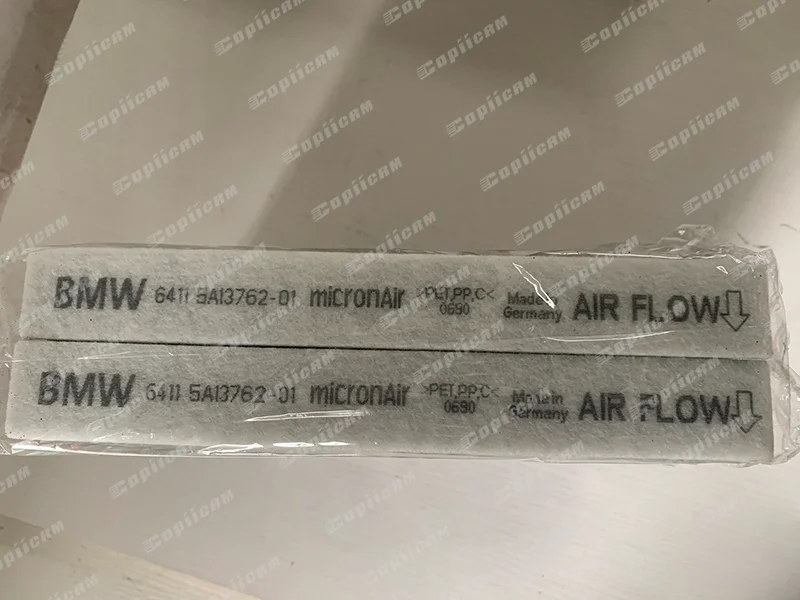 BMW 6411 5A13762-01 micronAir >PET,PP,C< 0690 Made in Germany AIR FLOW
BMW 6411 5A13762-01 micronAir >PET,PP,C< 0690 Made in Germany AIR FLOW
Copiicam